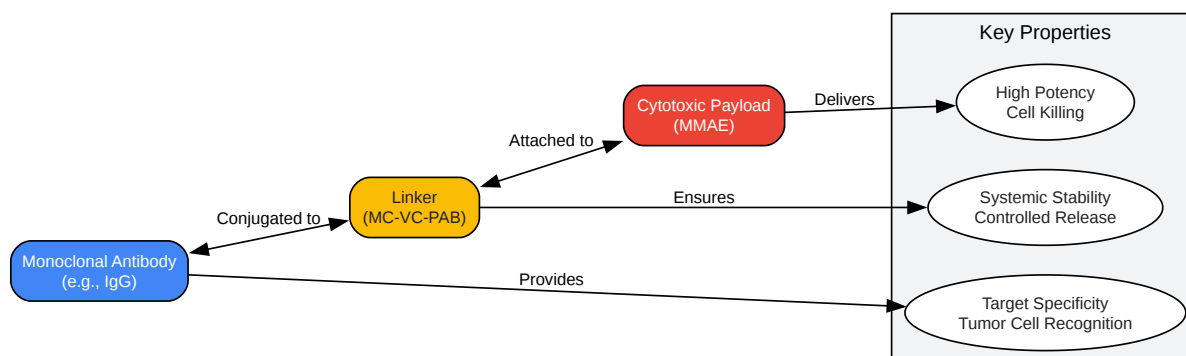 Key Properties
Cytotoxic Payload
(MMAE)
Delivers
High Potency
Cell Killing
Attached to
Linker
(MC-VC-PAB)
Ensures
Systemic Stability
Controlled Release
Conjugated to
Monoclonal Antibody
(e.g., IgG)
Provides
Target Specificity
Tumor Cell Recognition